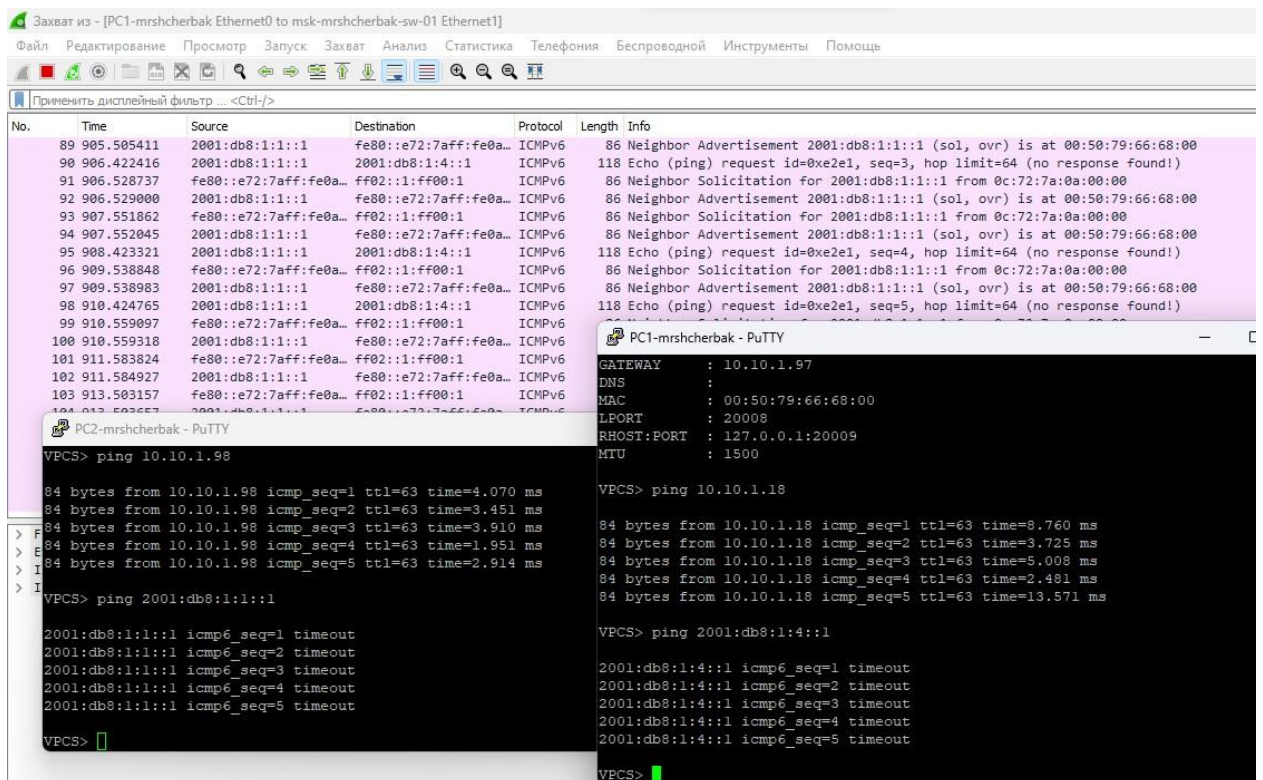 Захват из - [PC1-mrshcherbak Ethernet0 to msk-mrshcherbak-sw-01 Ethernet1]
Файл Редактирование Просмотр Запуск Захват Анализ Статистика Телефония Беспроводной Инструменты Помощь
Применить дисплейный фильтр ... <Ctrl-/>
No. Time Source Destination Protocol Length Info
89 905.505411 2001:db8:1:1::1 fe80::e72:7aff:fe0a… ICMPv6 86 Neighbor Advertisement 2001:db8:1:1::1 (sol, ovr) is at 00:50:79:66:68:00
90 906.422416 2001:db8:1:1::1 2001:db8:1:4::1 ICMPv6 118 Echo (ping) request id=0xe2e1, seq=3, hop limit=64 (no response found!)
91 906.528737 fe80::e72:7aff:fe0a… ff02::1:ff00:1 ICMPv6 86 Neighbor Solicitation for 2001:db8:1:1::1 from 0c:72:7a:0a:00:00
92 906.529000 2001:db8:1:1::1 fe80::e72:7aff:fe0a… ICMPv6 86 Neighbor Advertisement 2001:db8:1:1::1 (sol, ovr) is at 00:50:79:66:68:00
93 907.551862 fe80::e72:7aff:fe0a… ff02::1:ff00:1 ICMPv6 86 Neighbor Solicitation for 2001:db8:1:1::1 from 0c:72:7a:0a:00:00
94 907.552045 2001:db8:1:1::1 fe80::e72:7aff:fe0a… ICMPv6 86 Neighbor Advertisement 2001:db8:1:1::1 (sol, ovr) is at 00:50:79:66:68:00
95 908.423321 2001:db8:1:1::1 2001:db8:1:4::1 ICMPv6 118 Echo (ping) request id=0xe2e1, seq=4, hop limit=64 (no response found!)
96 909.538848 fe80::e72:7aff:fe0a… ff02::1:ff00:1 ICMPv6 86 Neighbor Solicitation for 2001:db8:1:1::1 from 0c:72:7a:0a:00:00
97 909.538983 2001:db8:1:1::1 fe80::e72:7aff:fe0a… ICMPv6 86 Neighbor Advertisement 2001:db8:1:1::1 (sol, ovr) is at 00:50:79:66:68:00
98 910.424765 2001:db8:1:1::1 2001:db8:1:4::1 ICMPv6 118 Echo (ping) request id=0xe2e1, seq=5, hop limit=64 (no response found!)
99 910.559097 fe80::e72:7aff:fe0a… ff02::1:ff00:1 ICMPv6
100 910.559318 2001:db8:1:1::1 fe80::e72:7aff:fe0a… ICMPv6
101 911.583824 fe80::e72:7aff:fe0a… ff02::1:ff00:1 ICMPv6
102 911.584927 2001:db8:1:1::1 fe80::e72:7aff:fe0a… ICMPv6
103 913.503157 fe80::e72:7aff:fe0a… ff02::1:ff00:1 ICMPv6
PC2-mrshcherbak - PuTTY
VPCS> ping 10.10.1.98
84 bytes from 10.10.1.98 icmp_seq=1 ttl=63 time=4.070 ms
84 bytes from 10.10.1.98 icmp_seq=2 ttl=63 time=3.451 ms
84 bytes from 10.10.1.98 icmp_seq=3 ttl=63 time=3.910 ms
84 bytes from 10.10.1.98 icmp_seq=4 ttl=63 time=1.951 ms
84 bytes from 10.10.1.98 icmp_seq=5 ttl=63 time=2.914 ms
VPCS> ping 2001:db8:1:1::1
2001:db8:1:1::1 icmp6_seq=1 timeout
2001:db8:1:1::1 icmp6_seq=2 timeout
2001:db8:1:1::1 icmp6_seq=3 timeout
2001:db8:1:1::1 icmp6_seq=4 timeout
2001:db8:1:1::1 icmp6_seq=5 timeout
VPCS>
PC1-mrshcherbak - PuTTY
GATEWAY : 10.10.1.97
DNS :
MAC : 00:50:79:66:68:00
LPORT : 20008
RHOST:PORT : 127.0.0.1:20009
MTU : 1500
VPCS> ping 10.10.1.18
84 bytes from 10.10.1.18 icmp_seq=1 ttl=63 time=8.760 ms
84 bytes from 10.10.1.18 icmp_seq=2 ttl=63 time=3.725 ms
84 bytes from 10.10.1.18 icmp_seq=3 ttl=63 time=5.008 ms
84 bytes from 10.10.1.18 icmp_seq=4 ttl=63 time=2.481 ms
84 bytes from 10.10.1.18 icmp_seq=5 ttl=63 time=13.571 ms
VPCS> ping 2001:db8:1:4::1
2001:db8:1:4::1 icmp6_seq=1 timeout
2001:db8:1:4::1 icmp6_seq=2 timeout
2001:db8:1:4::1 icmp6_seq=3 timeout
2001:db8:1:4::1 icmp6_seq=4 timeout
2001:db8:1:4::1 icmp6_seq=5 timeout
VPCS>